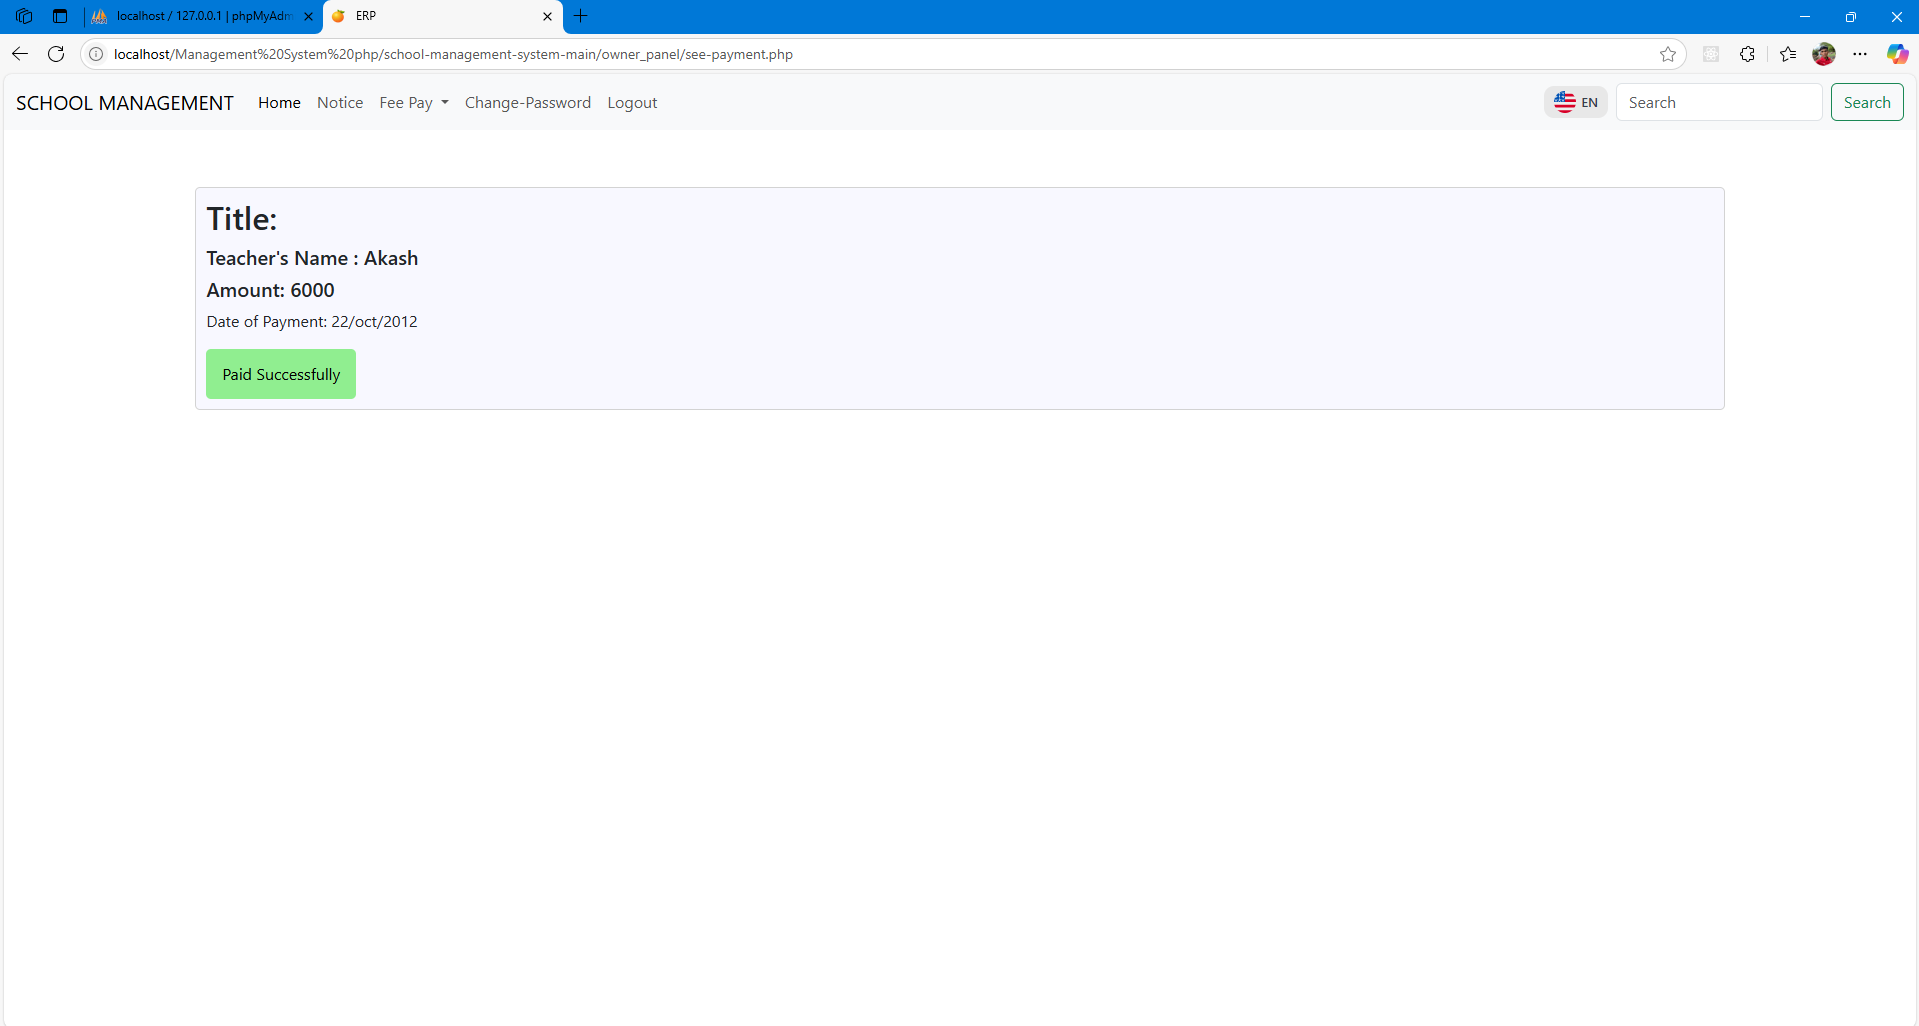 localhost / 127.0.0.1 | phpMyAdm
ERP
localhost/Management%20System%20php/school-management-system-main/owner_panel/see-payment.php
SCHOOL MANAGEMENT Home Notice Fee Pay Change-Password Logout EN Search Search
Title:
Teacher's Name : Akash
Amount: 6000
Date of Payment: 22/oct/2012
Paid Successfully